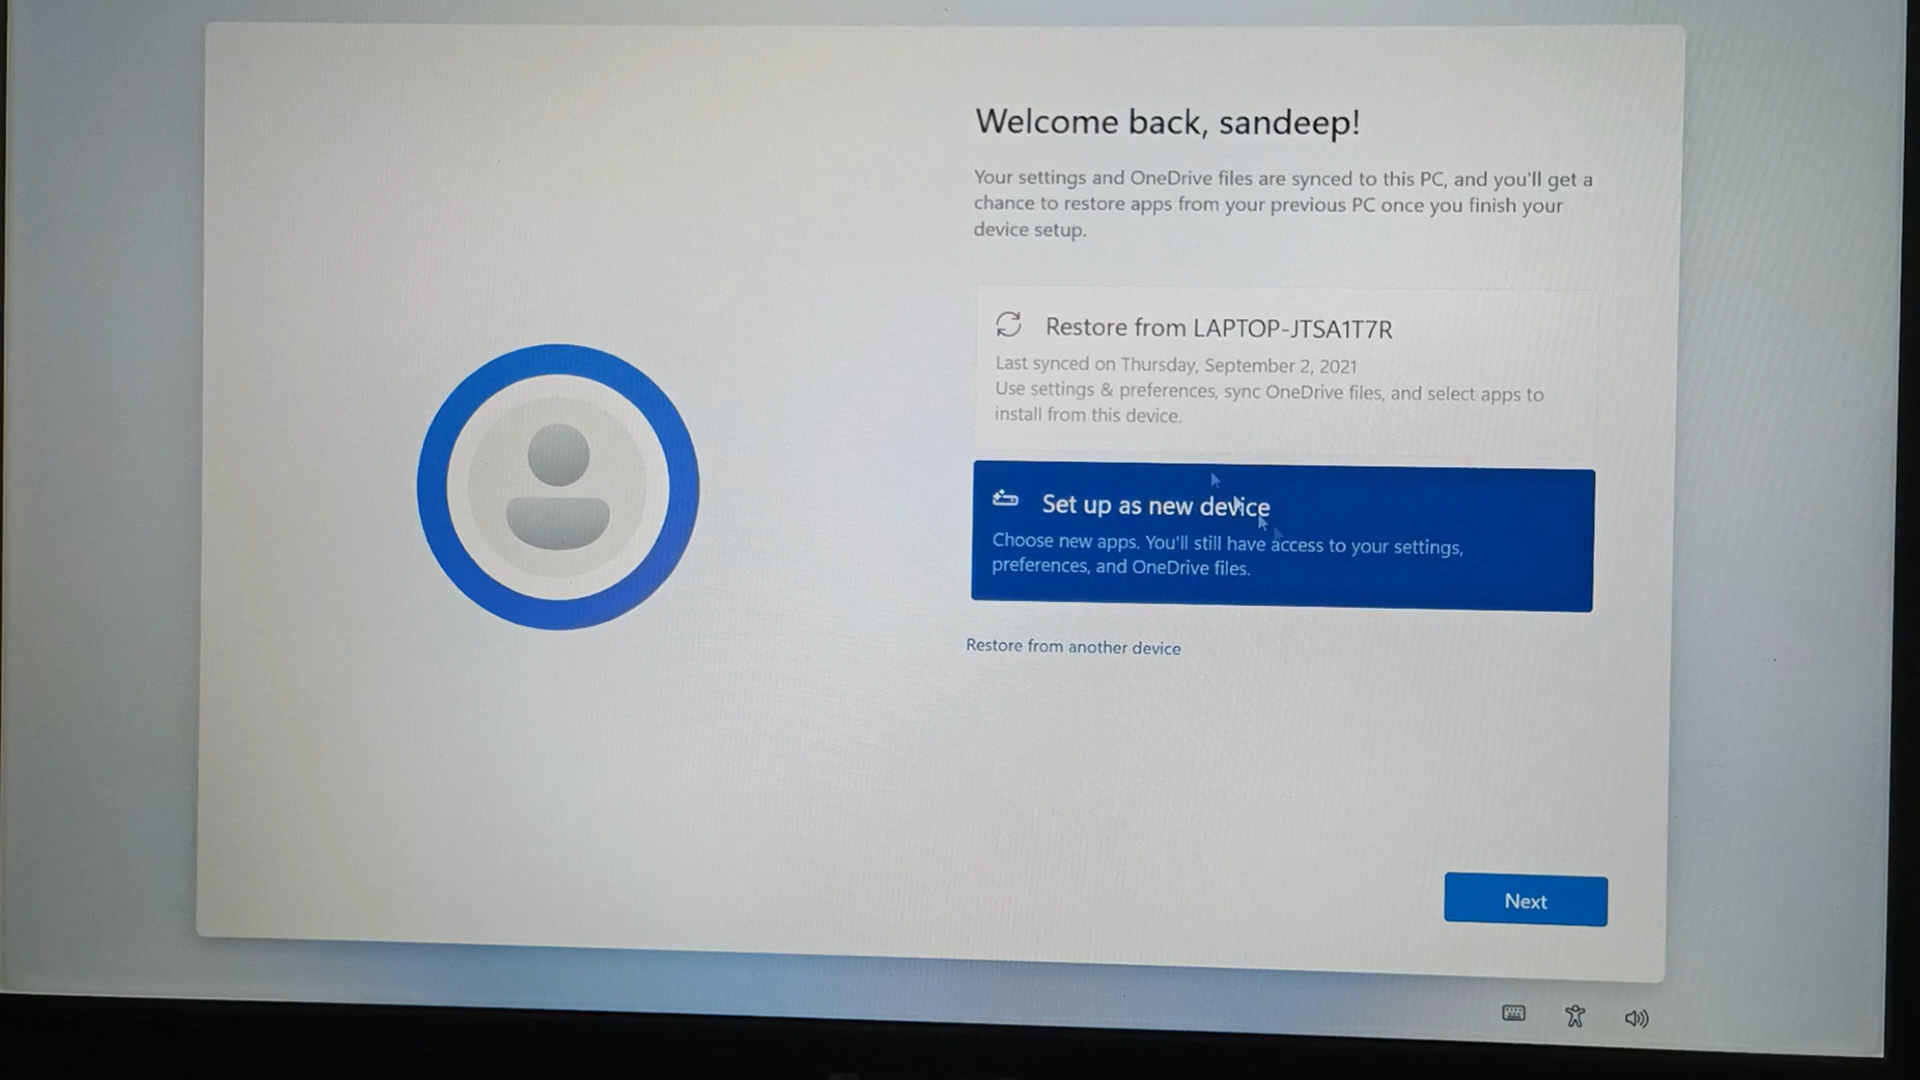 Welcome back, sandeep!
Your settings and OneDrive files are synced to this PC, and you'll get a
chance to restore apps from your previous PC once you finish your
device setup.
Restore from LAPTOP-JTSA1T7R
Last synced on Thursday, September 2, 2021
Use settings & preferences, sync OneDrive files, and select apps to
install from this device.
Set up as new device
Choose new apps. You'll still have access to your settings,
preferences, and OneDrive files.
Restore from another device
Next